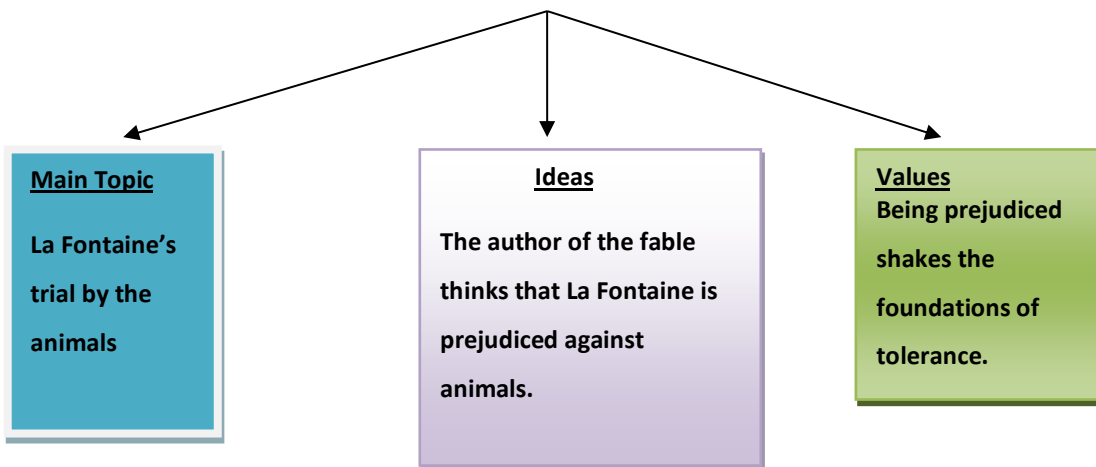 Main Topic
La Fontaine’s
trial by the
animals
Ideas
The author of the fable
thinks that La Fontaine is
prejudiced against
animals.
Values
Being prejudiced
shakes the
foundations of
tolerance.